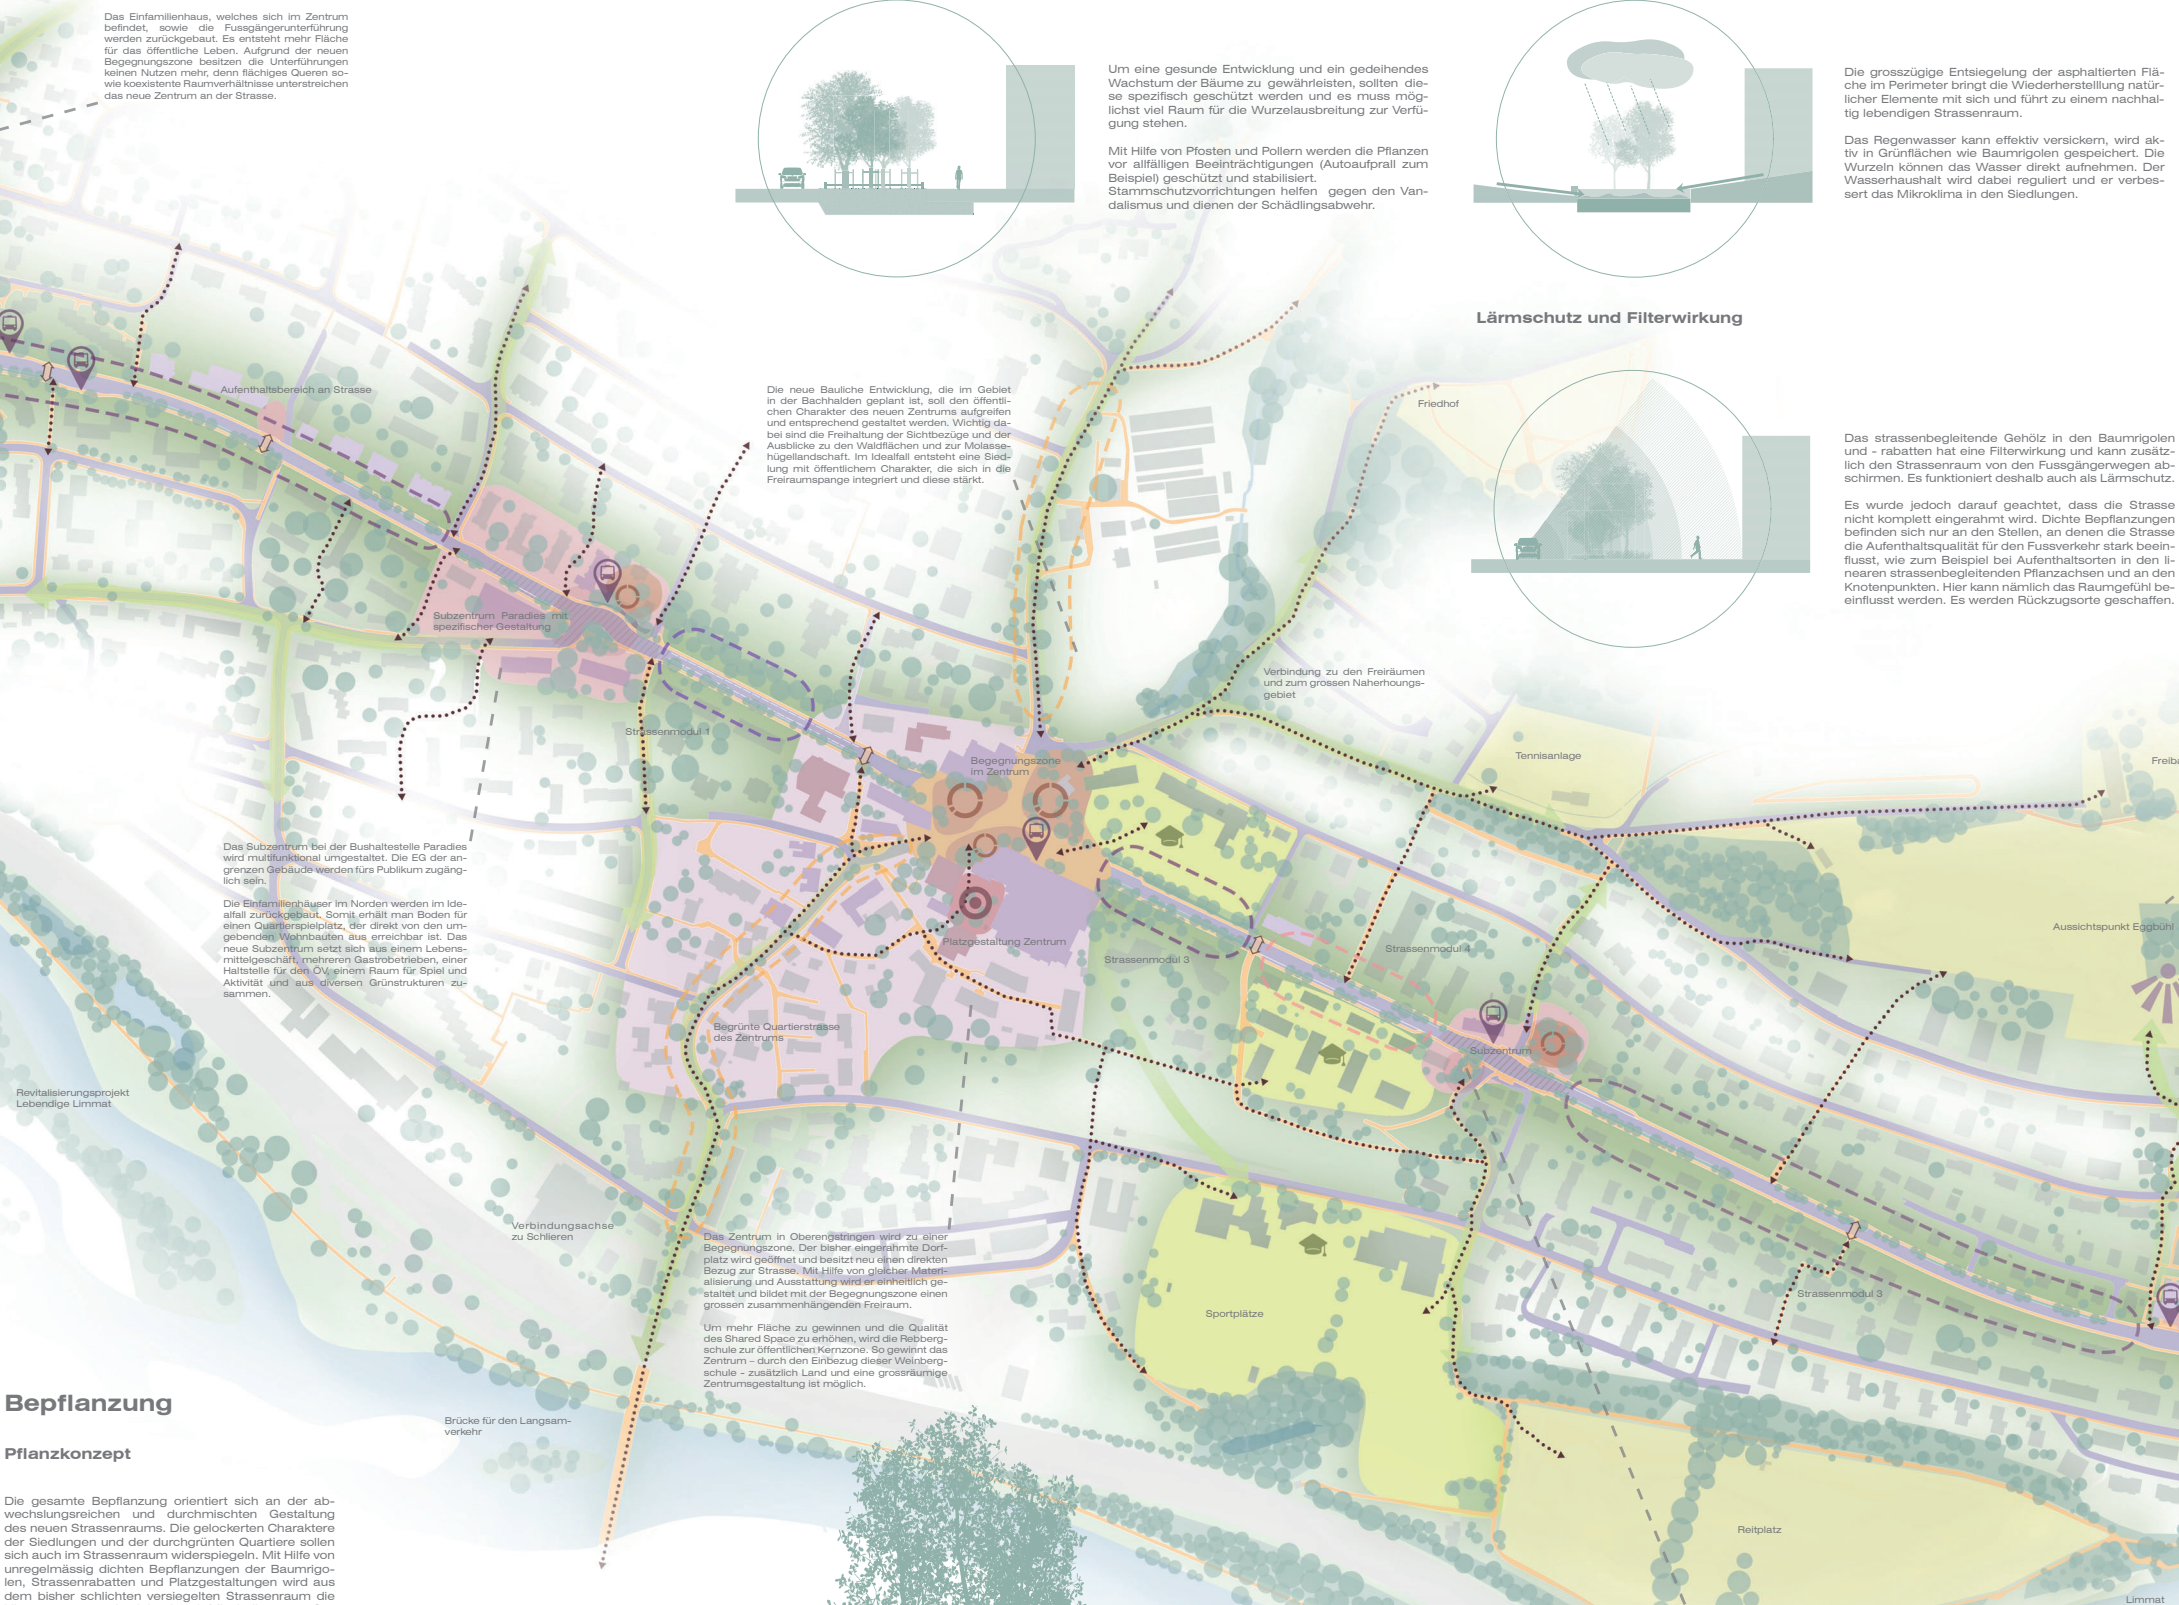 Das Einfamilienhaus, welches sich im Zentrum
befindet, sowie die Fussgängerunterführung
werden zurückgebaut. Es entsteht mehr Fläche
für das öffentliche Leben. Aufgrund der neuen
Begegnungszone besitzen die Unterführungen
keinen Nutzen mehr, denn flächiges Queren so-
wie koexistente Raumverhältnisse unterstreichen
das neue Zentrum an der Strasse.
Um eine gesunde Entwicklung und ein gedeihendes
Wachstum der Bäume zu gewährleisten, sollten die-
se spezifisch geschützt werden und es muss mög-
lichst viel Raum für die Wurzelausbreitung zur Verfü-
gung stehen.
Mit Hilfe von Pfosten und Pollern werden die Pflanzen
vor allfälligen Beeinträchtigungen (Autoaufprall zum
Beispiel) geschützt und stabilisiert.
Stammschutzvorrichtungen helfen gegen den Van-
dalismus und dienen der Schädlingsabwehr.
Die grosszügige Entsiegelung der asphaltierten Flä-
che im Perimeter bringt die Wiederherstelllung natür-
licher Elemente mit sich und führt zu einem nachhal-
tig lebendigen Strassenraum.
Das Regenwasser kann effektiv versickern, wird ak-
tiv in Grünflächen wie Baumrigolen gespeichert. Die
Wurzeln können das Wasser direkt aufnehmen. Der
Wasserhaushalt wird dabei reguliert und er verbes-
sert das Mikroklima in den Siedlungen.
Lärmschutz und Filterwirkung
Das strassenbegleitende Gehölz in den Baumrigolen
und - rabatten hat eine Filterwirkung und kann zusätz-
lich den Strassenraum von den Fussgängerwegen ab-
schirmen. Es funktioniert deshalb auch als Lärmschutz.
Es wurde jedoch darauf geachtet, dass die Strasse
nicht komplett eingerahmt wird. Dichte Bepflanzungen
befinden sich nur an den Stellen, an denen die Strasse
die Aufenthaltsqualität für den Fussverkehr stark beein-
flusst, wie zum Beispiel bei Aufenthaltsorten in den li-
nearen strassenbegleitenden Pflanzachsen und an den
Knotenpunkten. Hier kann nämlich das Raumgefühl be-
einflusst werden. Es werden Rückzugsorte geschaffen.
Aufenthaltsbereich an Strasse
Die neue Bauliche Entwicklung, die im Gebiet
in der Bachhalden geplant ist, soll den öffentli-
chen Charakter des neuen Zentrums aufgreifen
und entsprechend gestaltet werden. Wichtig da-
bei sind die Freihaltung der Sichtbezüge und der
Ausblicke zu den Waldflächen und zur Molasse-
hügellandschaft. Im Idealfall entsteht eine Sied-
lung mit öffentlichem Charakter, die sich in die
Freiraumspange integriert und diese stärkt.
Friedhof
Subzentrum Paradies mit
spezifischer Gestaltung
Verbindung zu den Freiräumen
und zum grossen Naherhoungs-
gebiet
Strassenmodul 1
Begegnungszone
im Zentrum
Tennisanlage
Freiba
Das Subzentrum bei der Bushaltestelle Paradies
wird multifunktional umgestaltet. Die EG der an-
grenzen Gebäude werden fürs Publikum zugäng-
lich sein.
Die Einfamilienhäuser im Norden werden im Ide-
alfall zurückgebaut. Somit erhält man Boden für
einen Quartierspielplatz, der direkt von den um-
gebenden Wohnbauten aus erreichbar ist. Das
neue Subzentrum setzt sich aus einem Lebens-
mittelgeschäft, mehreren Gastrobetrieben, einer
Haltstelle für den ÖV, einem Raum für Spiel und
Aktivität und aus diversen Grünstrukturen zu-
sammen.
Platzgestaltung Zentrum
Strassenmodul 3
Strassenmodul 4
Aussichtspunkt Eggbühl
Begrünte Quartierstrasse
des Zentrums
Subzentrum
Revitalisierungsprojekt
Lebendige Limmat
Verbindungsachse
zu Schlieren
Das Zentrum in Oberengstringen wird zu einer
Begegnungszone. Der bisher eingerahmte Dorf-
platz wird geöffnet und besitzt neu einen direkten
Bezug zur Strasse. Mit Hilfe von gleicher Materi-
alisierung und Ausstattung wird er einheitlich ge-
staltet und bildet mit der Begegnungszone einen
grossen zusammenhängenden Freiraum.
Um mehr Fläche zu gewinnen und die Qualität
des Shared Space zu erhöhen, wird die Rebberg-
schule zur öffentlichen Kernzone. So gewinnt das
Zentrum – durch den Einbezug dieser Weinberg-
schule - zusätzlich Land und eine grossräumige
Zentrumsgestaltung ist möglich.
Sportplätze
Strassenmodul 3
Brücke für den Langsam-
verkehr
Bepflanzung
Pflanzkonzept
Die gesamte Bepflanzung orientiert sich an der ab-
wechslungsreichen und durchmischten Gestaltung
des neuen Strassenraums. Die gelockerten Charaktere
der Siedlungen und der durchgrünten Quartiere sollen
sich auch im Strassenraum widerspiegeln. Mit Hilfe von
unregelmässig dichten Bepflanzungen der Baumrigo-
len, Strassenrabatten und Platzgestaltungen wird aus
dem bisher schlichten versiegelten Strassenraum die
Reitplatz
Limmat